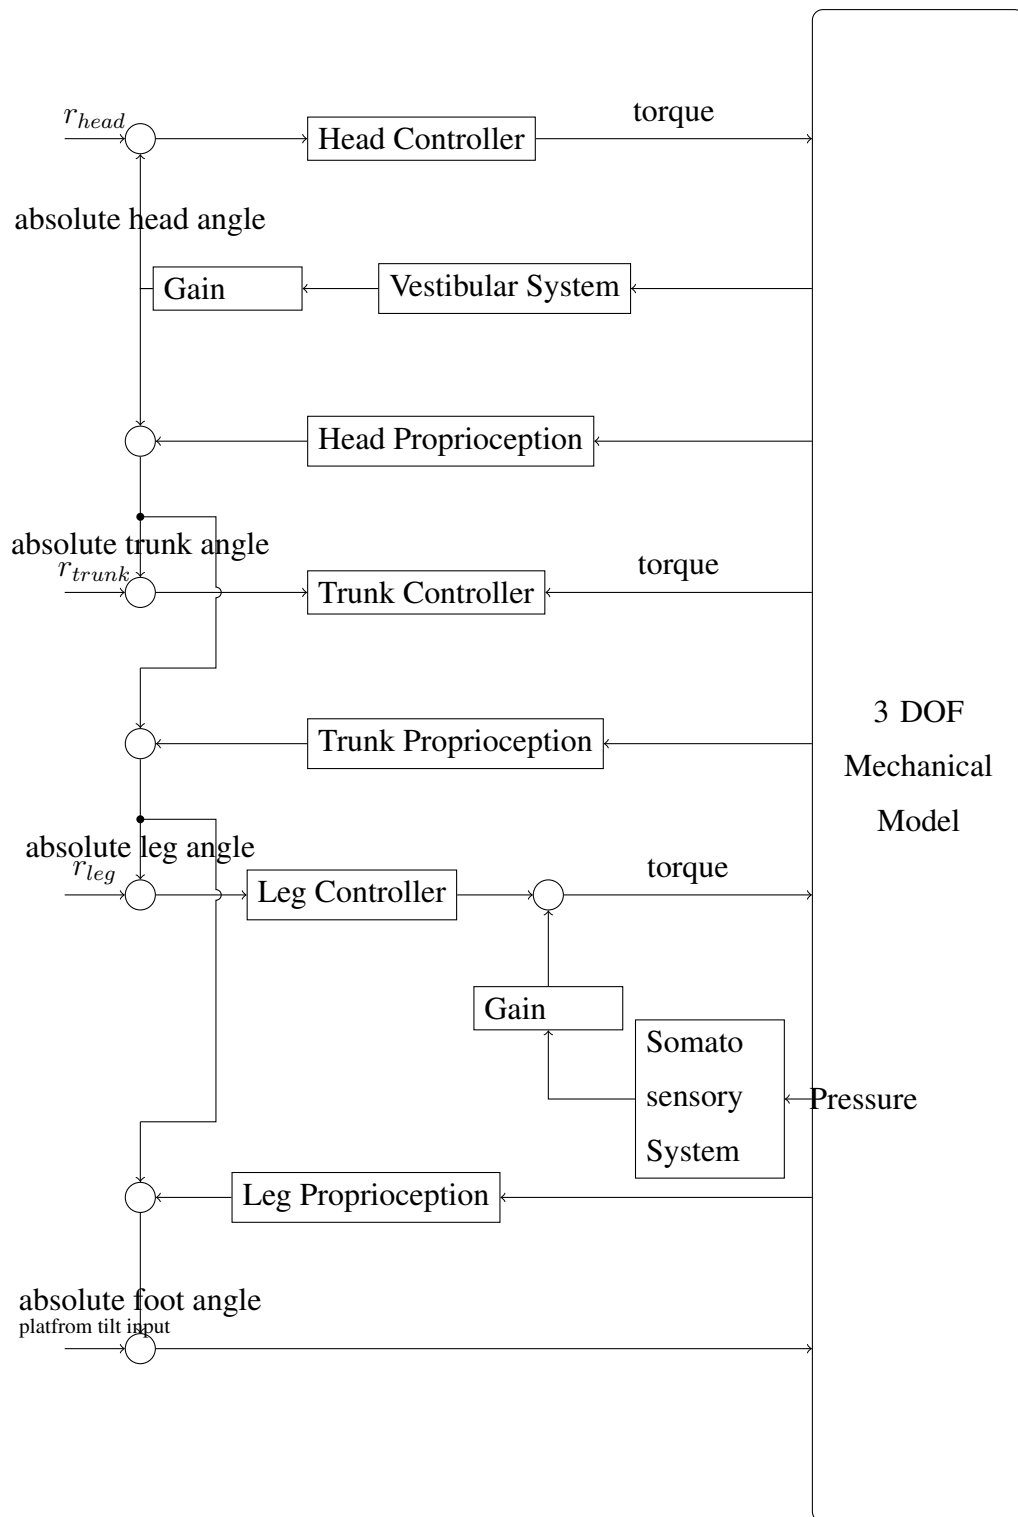 r_head
torque
Head Controller
absolute head angle
Gain
Vestibular System
Head Proprioception
absolute trunk angle
r_trunk
torque
Trunk Controller
Trunk Proprioception
3 DOF
Mechanical
Model
absolute leg angle
r_leg
torque
Leg Controller
Gain
Somato
sensory
System
Pressure
Leg Proprioception
absolute foot angle
platfrom tilt input